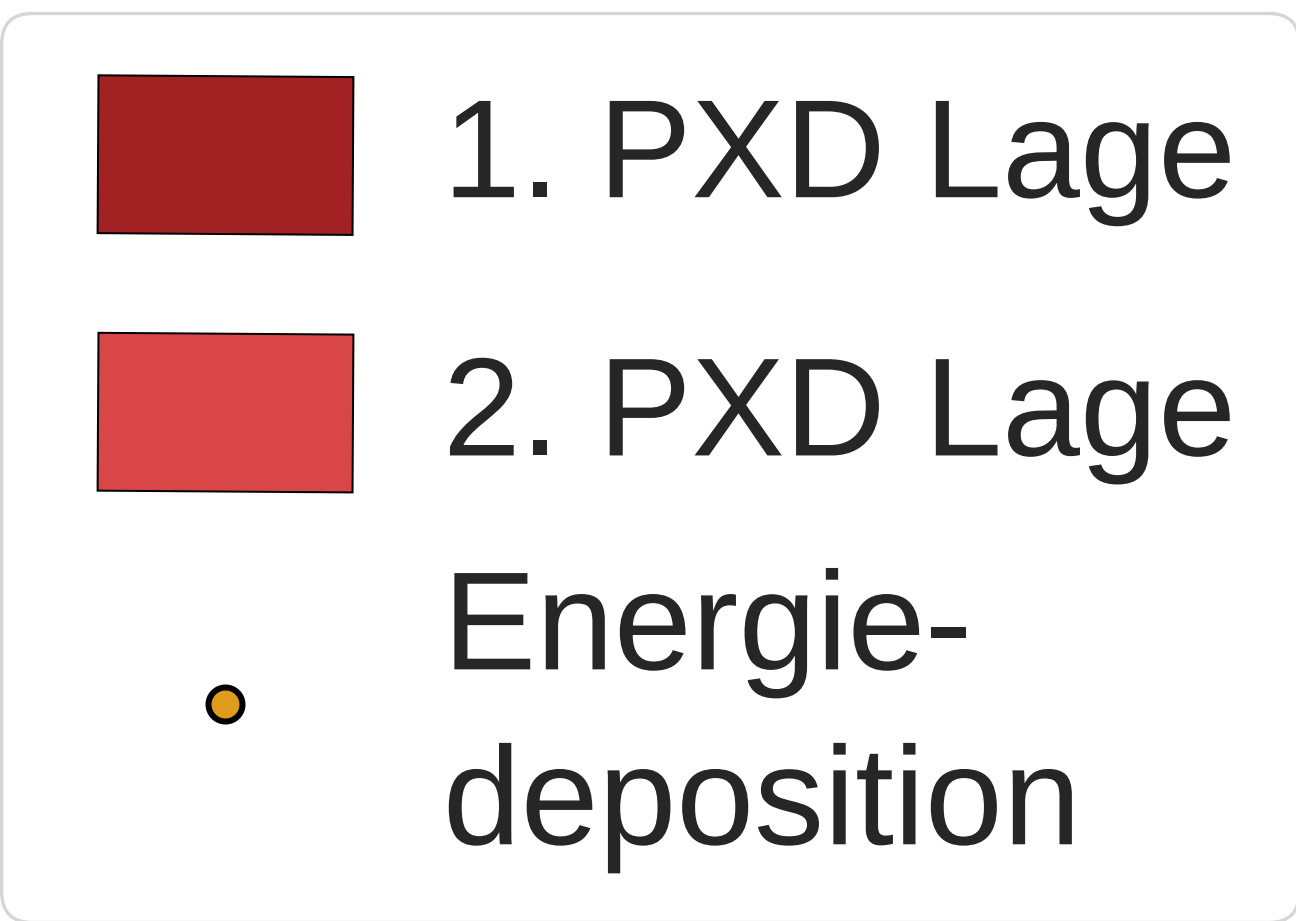 1. PXD Lage
2. PXD Lage
Energie-
deposition